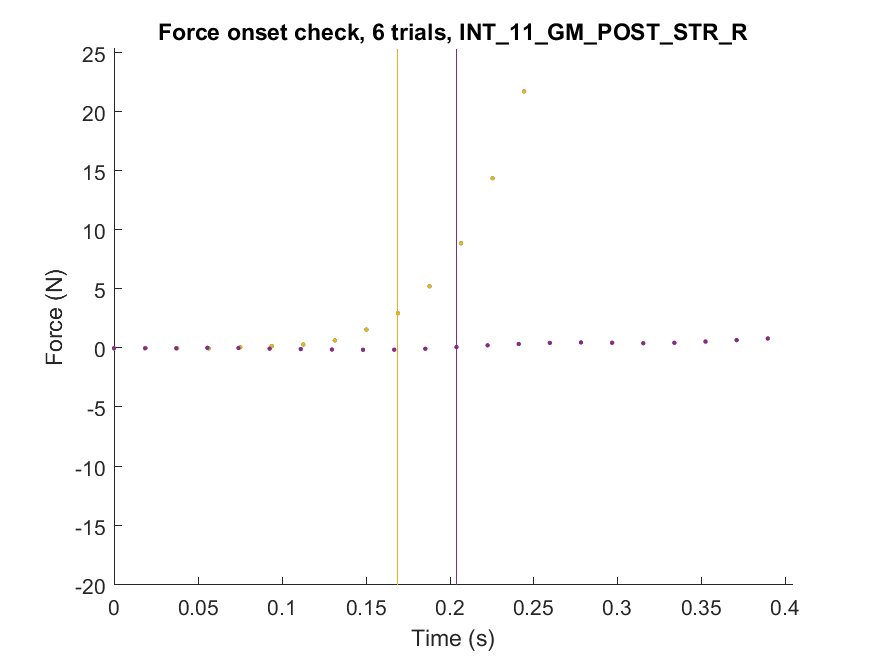 Force onset check, 6 trials, INT_11_GM_POST_STR_R
25
20
15
10
5
0
-5
-10
-15
-20
Force (N)
0 0.05 0.1 0.15 0.2 0.25 0.3 0.35 0.4
Time (s)